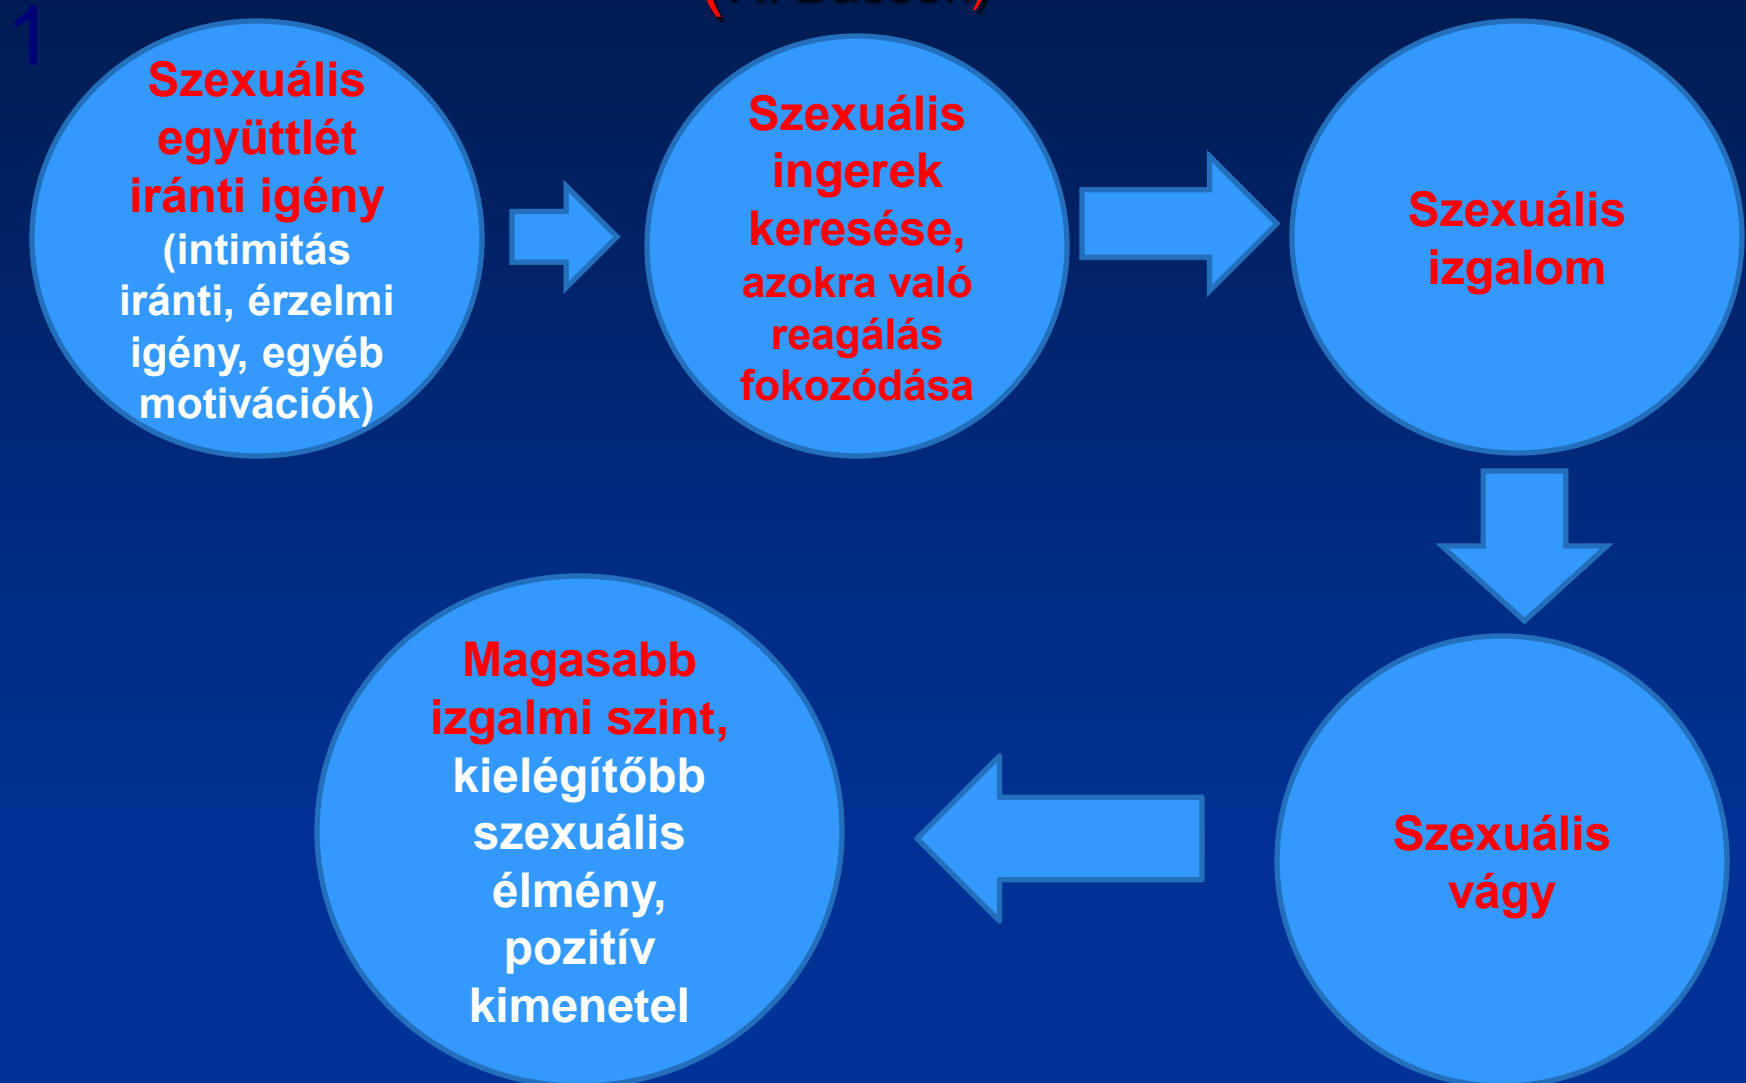 1
Szexuális
együttlét
iránti igény
(intimitás
iránti, érzelmi
igény, egyéb
motivációk)
Szexuális
ingerek
keresése,
azokra való
reagálás
fokozódása
Szexuális
izgalom
Szexuális
vágy
Magasabb
izgalmi szint,
kielégítőbb
szexuális
élmény,
pozitív
kimenetel